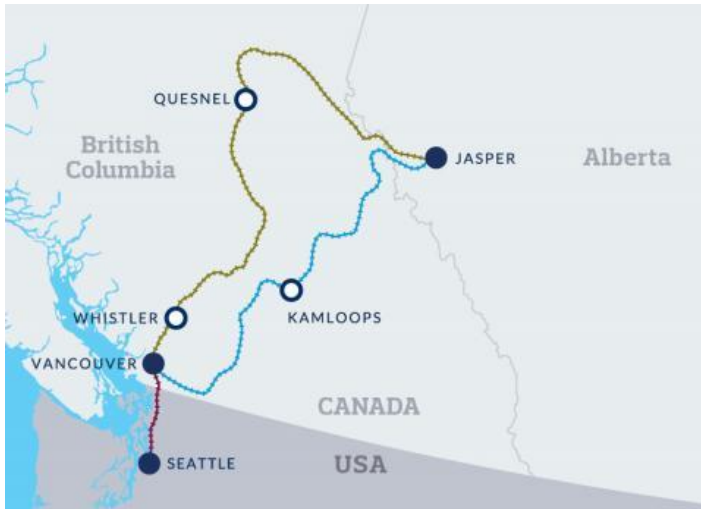 QUESNEL
British
Columbia
JASPER
Alberta
WHISTLER
KAMLOOPS
VANCOUVER
CANADA
SEATTLE
USA